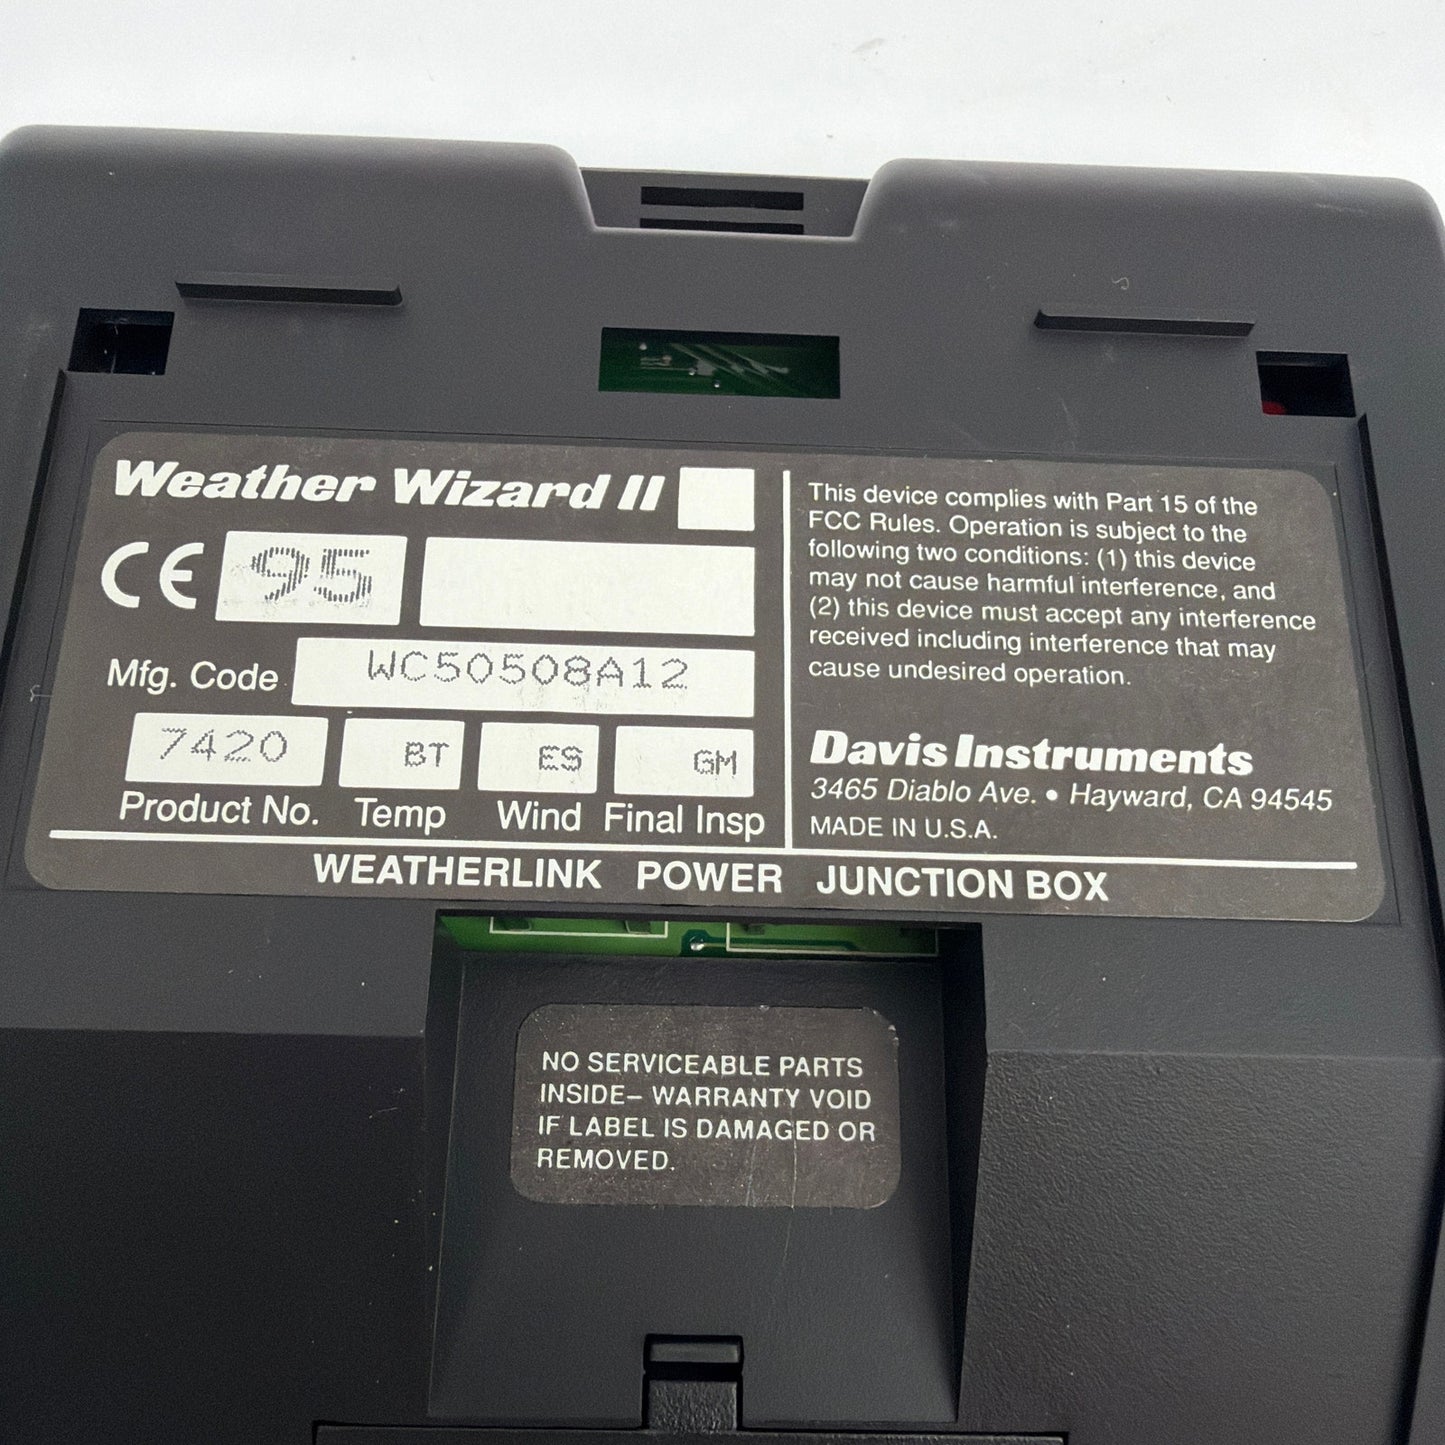 Weather Wizard II
CE 95
Mfg. Code WC50508A12
7420 BT ES GM
Product No. Temp Wind Final Insp
This device complies with Part 15 of the
FCC Rules. Operation is subject to the
following two conditions: (1) this device
may not cause harmful interference, and
(2) this device must accept any interference
received including interference that may
cause undesired operation.
Davis Instruments
3465 Diablo Ave. • Hayward, CA 94545
MADE IN U.S.A.
WEATHERLINK POWER JUNCTION BOX
NO SERVICEABLE PARTS
INSIDE– WARRANTY VOID
IF LABEL IS DAMAGED OR
REMOVED.